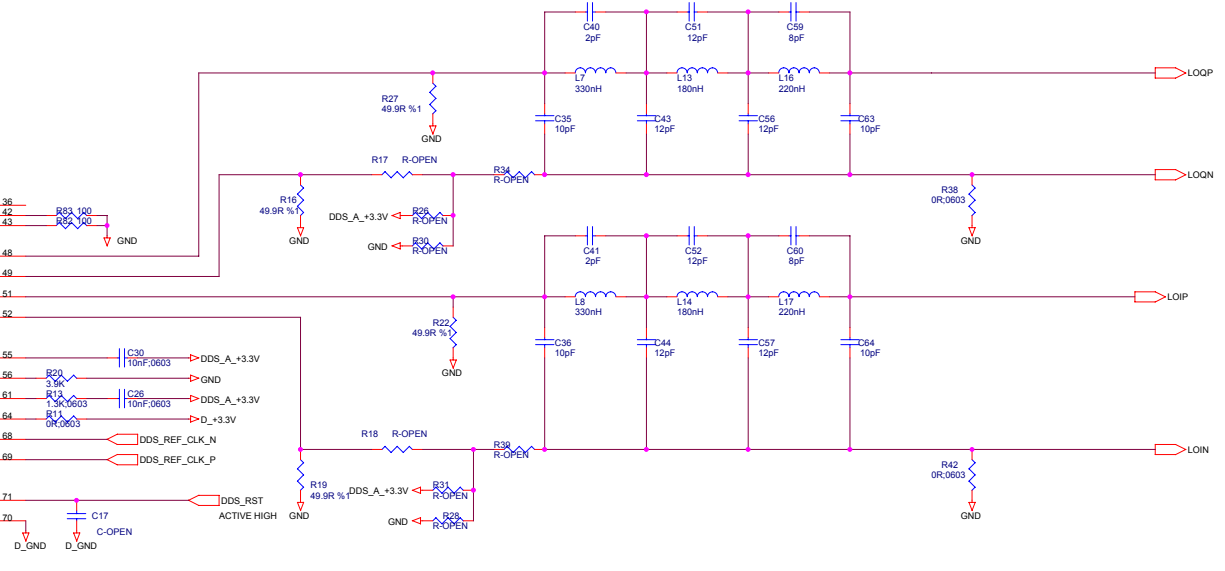 C40
2pF
C51
12pF
C59
8pF
L7
330nH
L13
180nH
L16
220nH
LOQP
R27
49.9R %1
GND
C35
10pF
C43
12pF
C56
12pF
C63
10pF
R17 R-OPEN
R34
R-OPEN
LOQN
R16
49.9R %1
GND
DDS_A_+3.3V
R26
R-OPEN
GND
R30
R-OPEN
R38
0R;0603
GND
36
42
R83 100
43
R82 100
GND
48
49
51
52
C41
2pF
C52
12pF
C60
8pF
L8
330nH
L14
180nH
L17
220nH
LOIP
R22
49.9R %1
GND
C36
10pF
C44
12pF
C57
12pF
C64
10pF
55
C30
10nF;0603
DDS_A_+3.3V
56
R20
3.9K
GND
61
R13
1.3K;0603
C26
10nF;0603
DDS_A_+3.3V
64
R11
0R;0603
D_+3.3V
68
DDS_REF_CLK_N
69
DDS_REF_CLK_P
R18 R-OPEN
R39
R-OPEN
LOIN
R19
49.9R %1
GND
DDS_A_+3.3V
R31
R-OPEN
GND
R28
R-OPEN
R42
0R;0603
GND
71
DDS_RST
ACTIVE HIGH
70
C17
C-OPEN
D_GND
D_GND